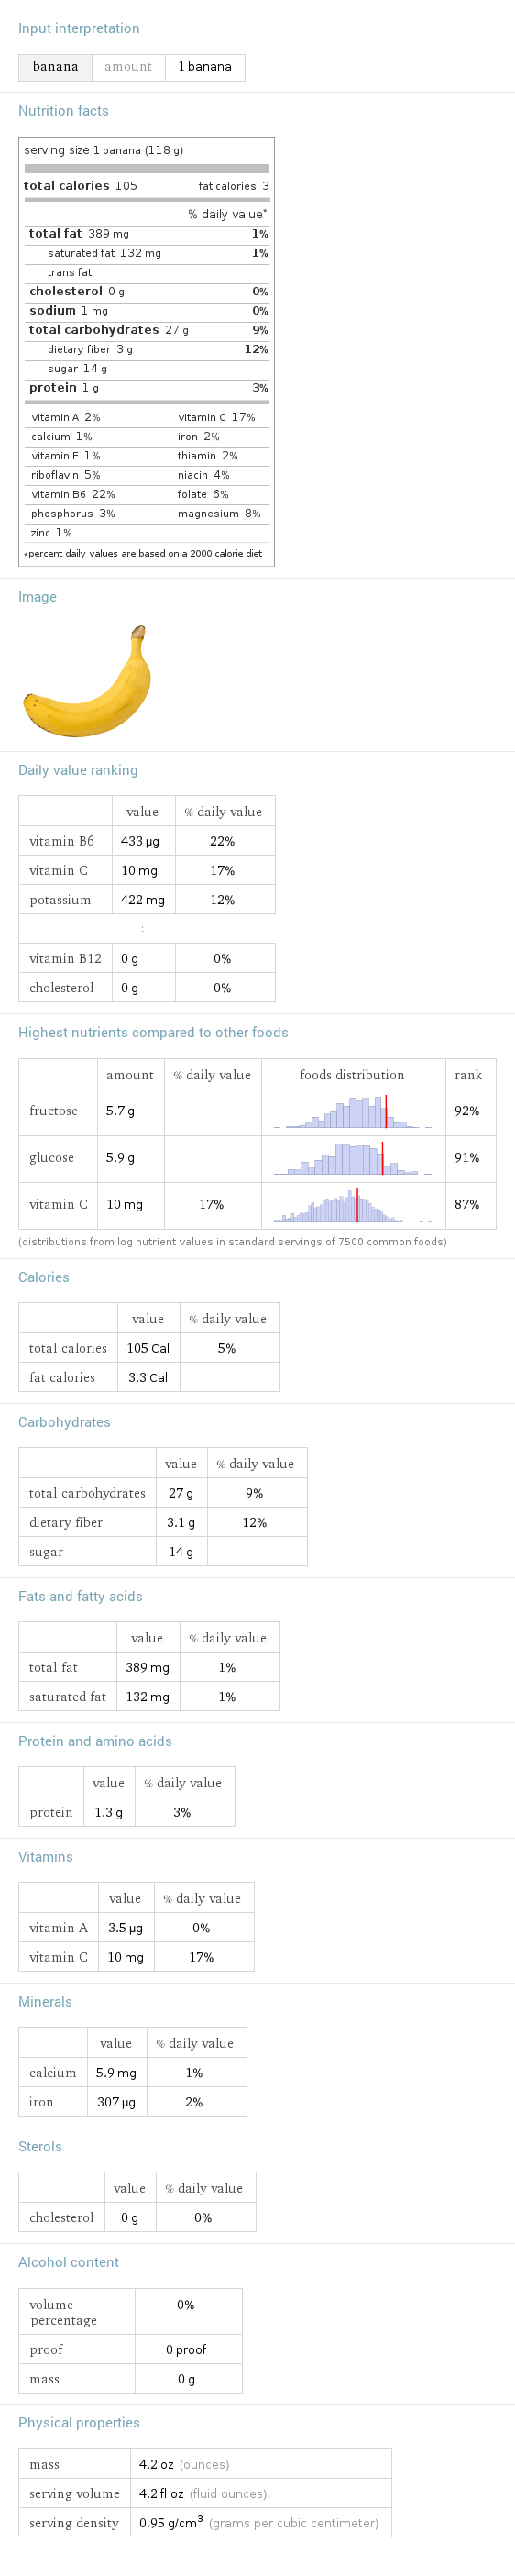 Input interpretation
banana amount 1 banana
Nutrition facts
serving size 1 banana (118 g)
total calories 105 fat calories 3
% daily value*
total fat 389 mg 1%
saturated fat 132 mg 1%
trans fat
cholesterol 0 g 0%
sodium 1 mg 0%
total carbohydrates 27 g 9%
dietary fiber 3 g 12%
sugar 14 g
protein 1 g 3%
vitamin A 2% vitamin C 17%
calcium 1% iron 2%
vitamin E 1% thiamin 2%
riboflavin 5% niacin 4%
vitamin B6 22% folate 6%
phosphorus 3% magnesium 8%
zinc 1%
*percent daily values are based on a 2000 calorie diet
Image
Daily value ranking
value % daily value
vitamin B6 433 µg 22%
vitamin C 10 mg 17%
potassium 422 mg 12%
⋮
vitamin B12 0 g 0%
cholesterol 0 g 0%
Highest nutrients compared to other foods
amount % daily value foods distribution rank
fructose 5.7 g 92%
glucose 5.9 g 91%
vitamin C 10 mg 17% 87%
(distributions from log nutrient values in standard servings of 7500 common foods)
Calories
value % daily value
total calories 105 Cal 5%
fat calories 3.3 Cal
Carbohydrates
value % daily value
total carbohydrates 27 g 9%
dietary fiber 3.1 g 12%
sugar 14 g
Fats and fatty acids
value % daily value
total fat 389 mg 1%
saturated fat 132 mg 1%
Protein and amino acids
value % daily value
protein 1.3 g 3%
Vitamins
value % daily value
vitamin A 3.5 µg 0%
vitamin C 10 mg 17%
Minerals
value % daily value
calcium 5.9 mg 1%
iron 307 µg 2%
Sterols
value % daily value
cholesterol 0 g 0%
Alcohol content
volume 0%
percentage
proof 0 proof
mass 0 g
Physical properties
mass 4.2 oz (ounces)
serving volume 4.2 fl oz (fluid ounces)
serving density 0.95 g/cm³ (grams per cubic centimeter)